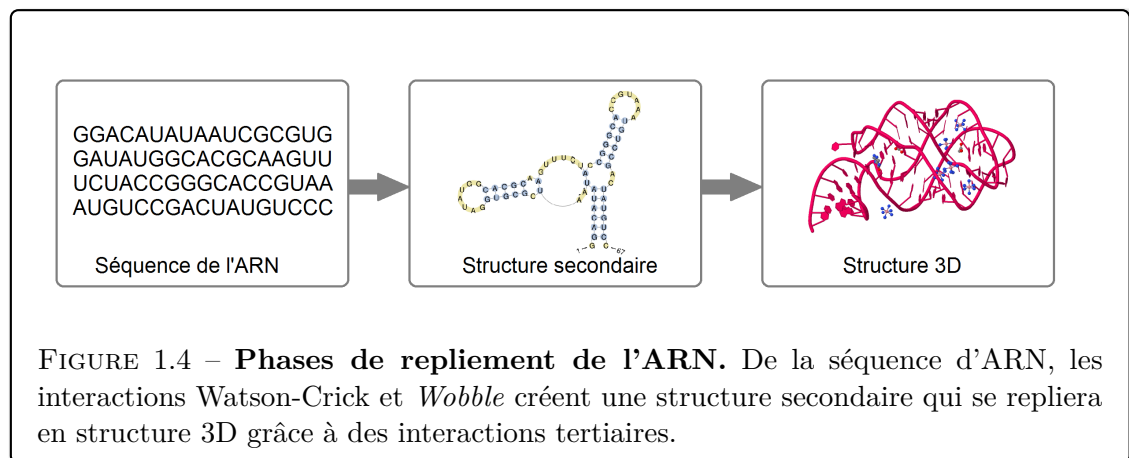 GGACAUAUAAUCGCGUG
GAUAUGGCACGCAAGUU
UCUACCGGGCACCGUAA
AUGUCCGACUAUGUCCC
Séquence de l'ARN
1
67
Structure secondaire
Structure 3D
FIGURE 1.4 – Phases de repliement de l'ARN. De la séquence d'ARN, les
interactions Watson-Crick et Wobble créent une structure secondaire qui se repliera
en structure 3D grâce à des interactions tertiaires.